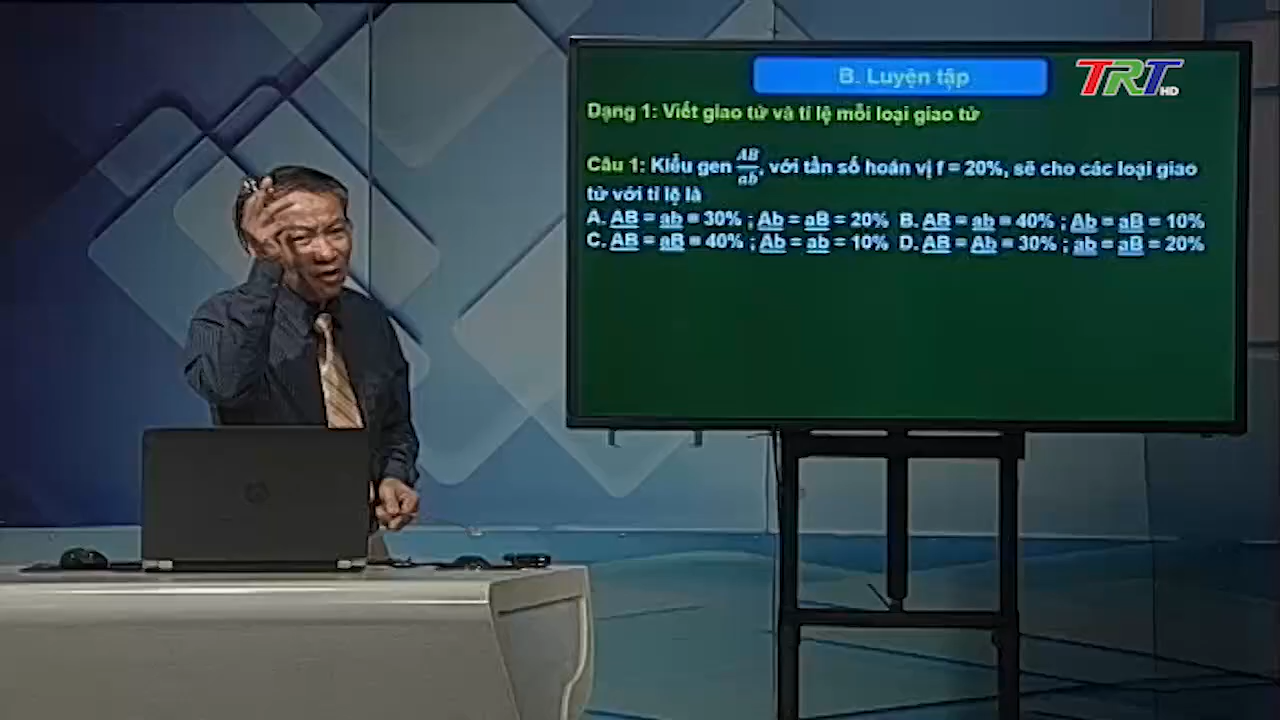 B. Luyện tập
TRT HD
Dạng 1: Viết giao tử và tỉ lệ mỗi loại giao tử
Câu 1: Kiểu gen AB/ab, với tần số hoán vị f = 20%, sẽ cho các loại giao
tử với tỉ lệ là
A. AB = ab = 30% ; Ab = aB = 20% B. AB = ab = 40% ; Ab = aB = 10%
C. AB = aB = 40% ; Ab = ab = 10% D. AB = Ab = 30% ; ab = aB = 20%